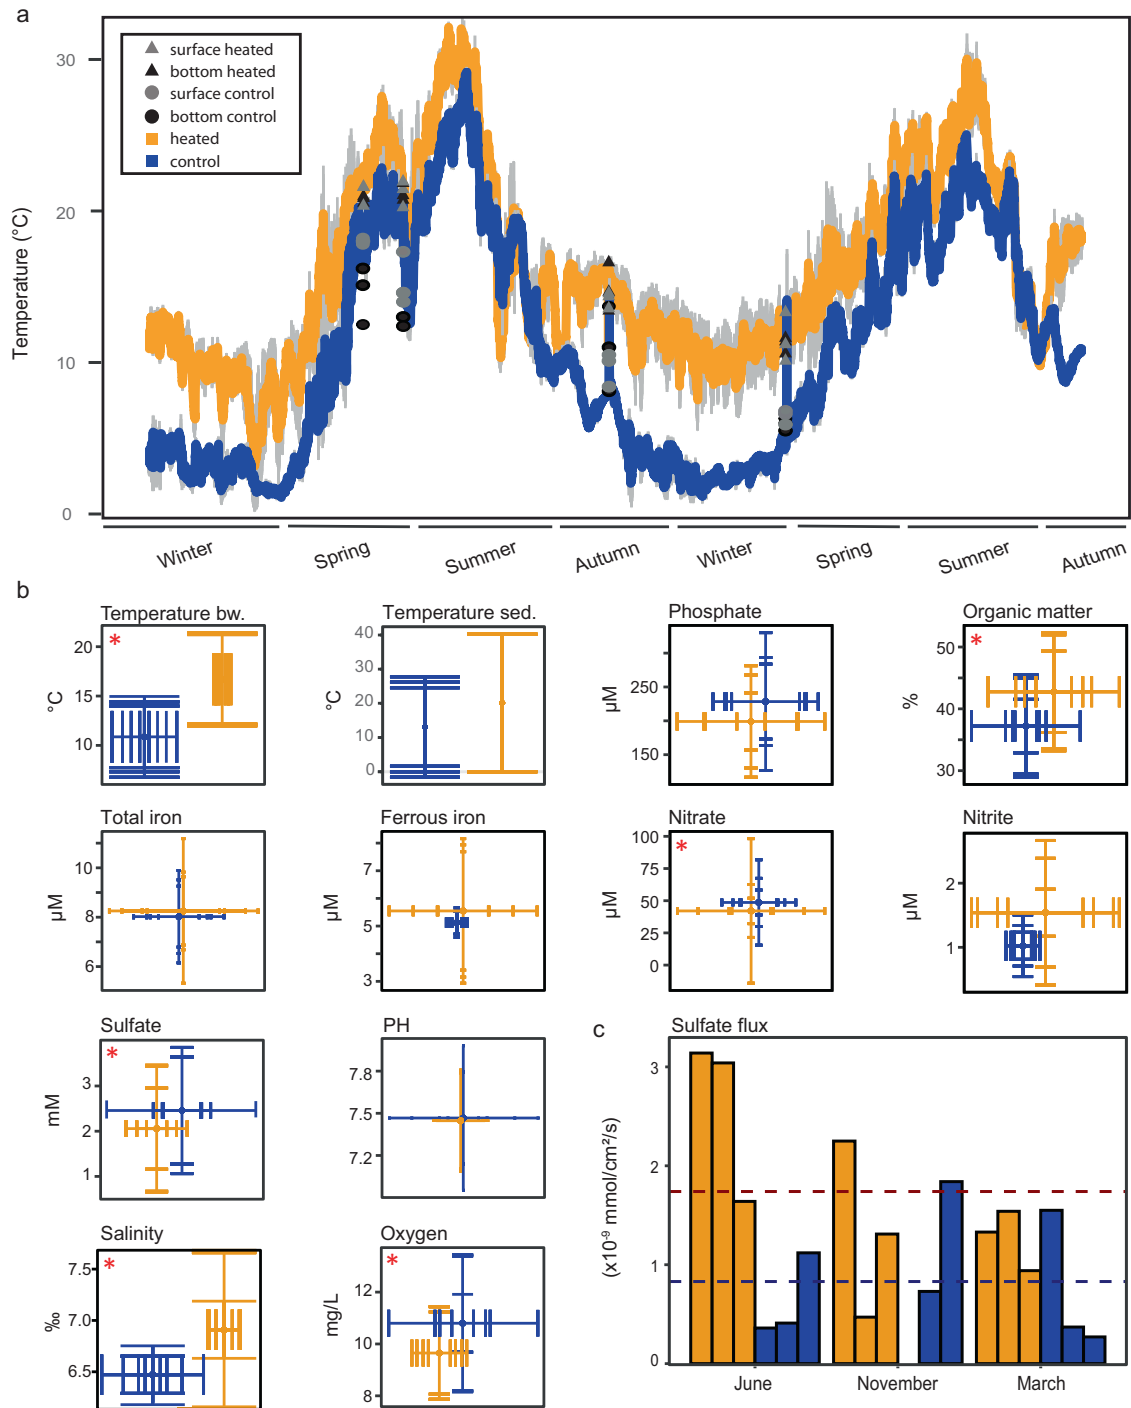 a
surface heated
bottom heated
surface control
bottom control
heated
control
Temperature (°C)
30
20
10
0
Winter
Spring
Summer
Autumn
Winter
Spring
Summer
Autumn
b
Temperature bw.
*
°C
20
15
10
Temperature sed.
°C
40
30
20
10
0
Phosphate
µM
250
150
Organic matter
*
%
50
40
30
Total iron
µM
10
8
6
Ferrous iron
µM
7
5
3
Nitrate
*
µM
100
75
50
25
0
Nitrite
µM
2
1
Sulfate
*
mM
3
2
1
PH
7.8
7.5
7.2
Salinity
*
‰
7.5
7.0
6.5
Oxygen
*
mg/L
12
10
8
c
Sulfate flux
(x10⁻⁹ mmol/cm²/s)
3
2
1
0
June
November
March